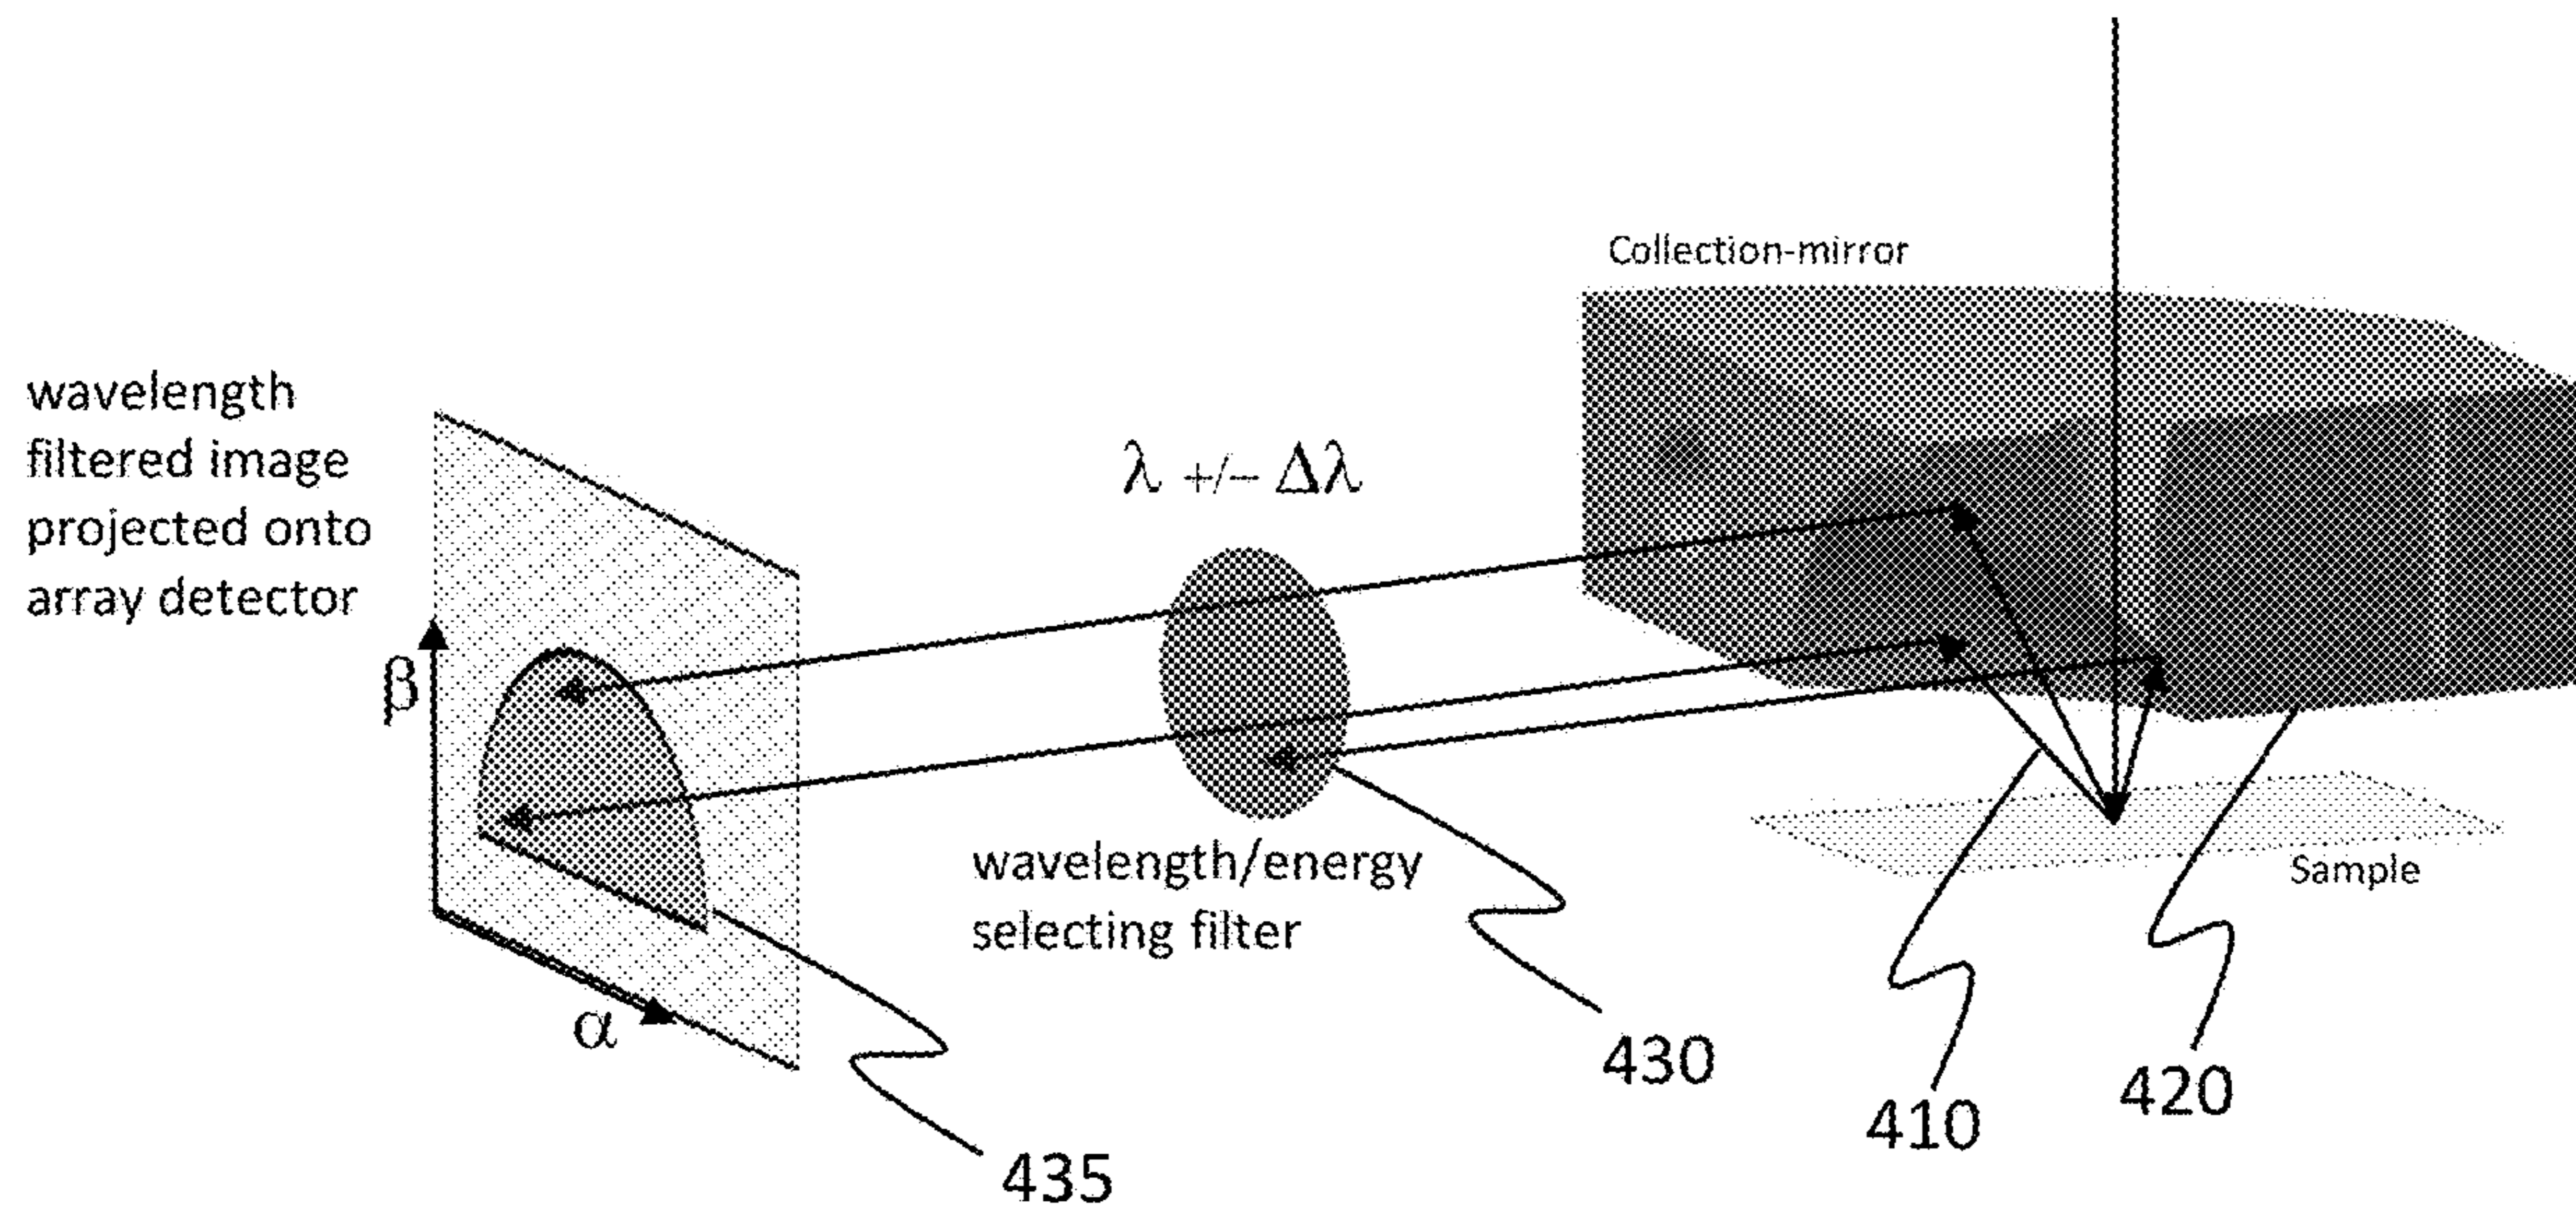 Collection-mirror
wavelength
filtered image
projected onto
array detector
λ +/− Δλ
β
wavelength/energy
selecting filter
Sample
α
430
410
420
435